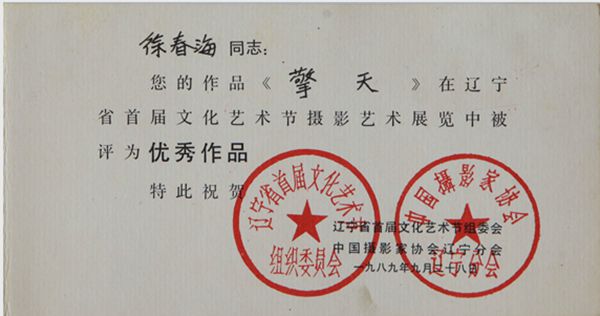 徐春海同志：
您的作品《擎天》在辽宁
省首届文化艺术节摄影艺术展览中被
评为优秀作品
特此祝贺
辽宁省首届文化艺术节
组织委员会
中国摄影家协会
辽宁分会
辽宁省首届文化艺术节组委会
中国摄影家协会辽宁分会
一九八九年九月二十八日